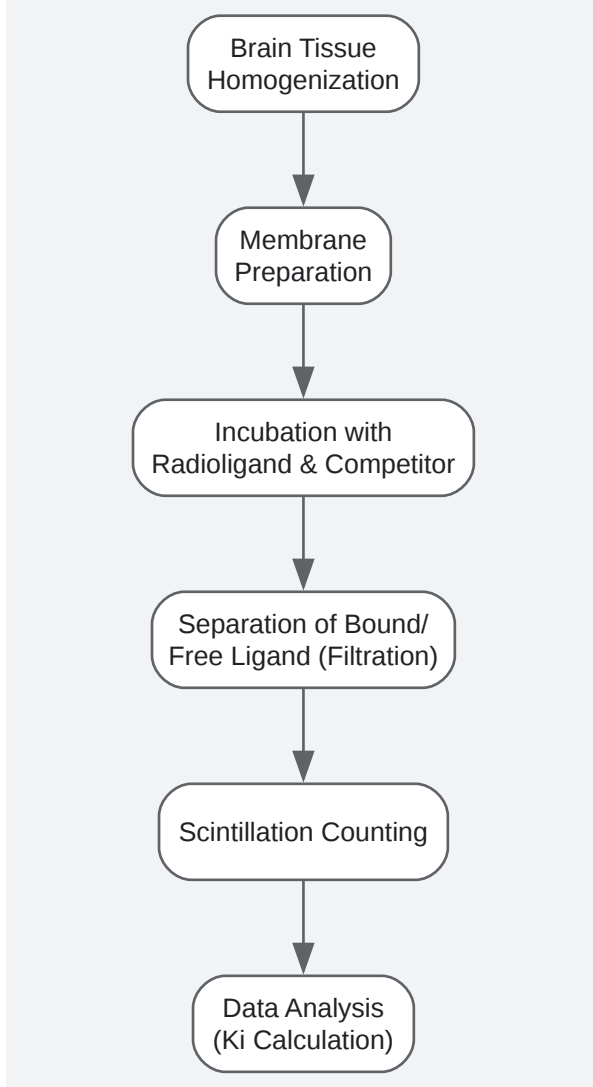 Brain Tissue
Homogenization
Membrane
Preparation
Incubation with
Radioligand & Competitor
Separation of Bound/
Free Ligand (Filtration)
Scintillation Counting
Data Analysis
(Ki Calculation)